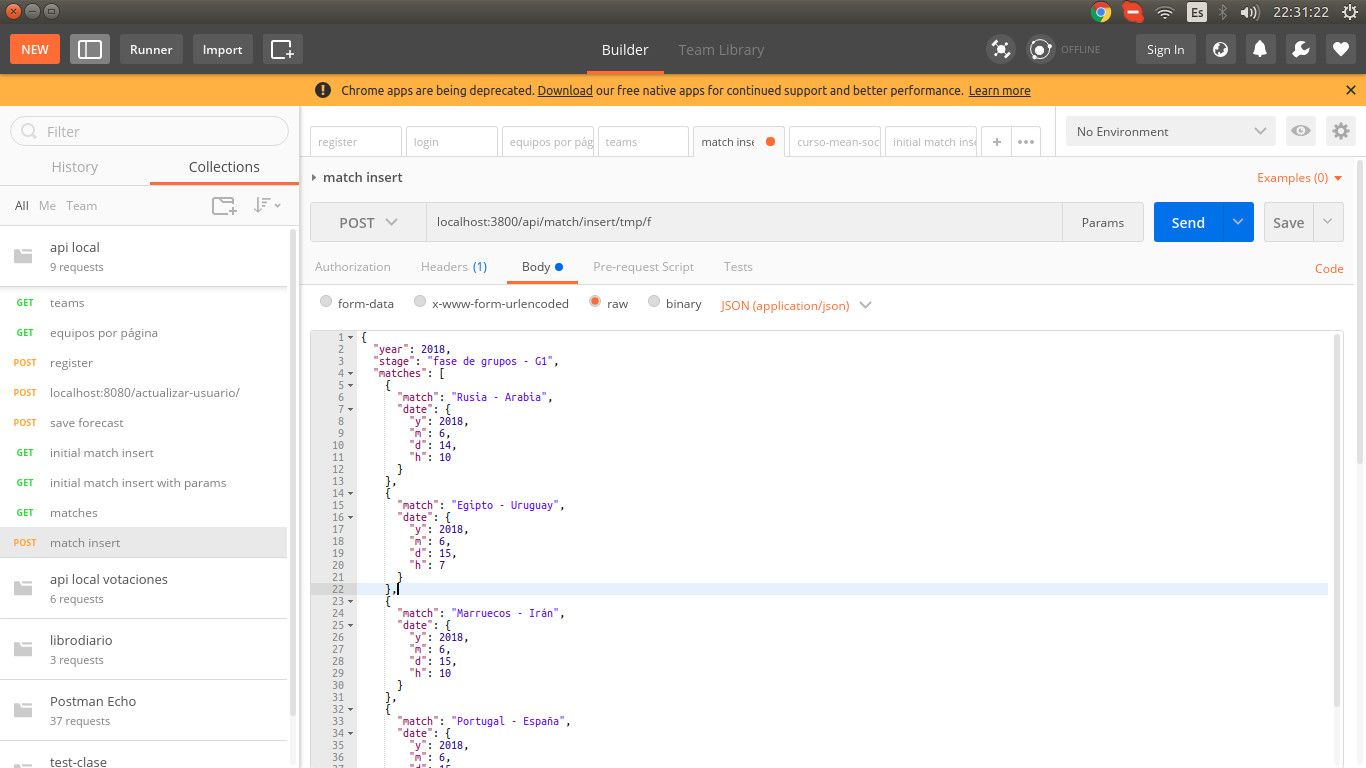 Es 22:31:22
NEW Runner Import Builder Team Library OFFLINE Sign In
Chrome apps are being deprecated. Download our free native apps for continued support and better performance. Learn more
Filter
History Collections
All Me Team
api local
9 requests
GET teams
GET equipos por página
POST register
POST localhost:8080/actualizar-usuario/
POST save forecast
GET initial match insert
GET initial match insert with params
GET matches
POST match insert
api local votaciones
6 requests
librodiario
3 requests
Postman Echo
37 requests
test-clase
register login equipos por pág teams match inse curso-mean-soc initial match ins + •••
No Environment
match insert
Examples (0)
POST localhost:3800/api/match/insert/tmp/f Params Send Save
Authorization Headers (1) Body Pre-request Script Tests Code
form-data x-www-form-urlencoded raw binary JSON (application/json)
1 {
2 "year": 2018,
3 "stage": "fase de grupos - G1",
4 "matches": [
5 {
6 "match": "Rusia - Arabia",
7 "date": {
8 "y": 2018,
9 "m": 6,
10 "d": 14,
11 "h": 10
12 }
13 },
14 {
15 "match": "Egipto - Uruguay",
16 "date": {
17 "y": 2018,
18 "m": 6,
19 "d": 15,
20 "h": 7
21 }
22 },
23 {
24 "match": "Marruecos - Irán",
25 "date": {
26 "y": 2018,
27 "m": 6,
28 "d": 15,
29 "h": 10
30 }
31 },
32 {
33 "match": "Portugal - España",
34 "date": {
35 "y": 2018,
36 "m": 6,